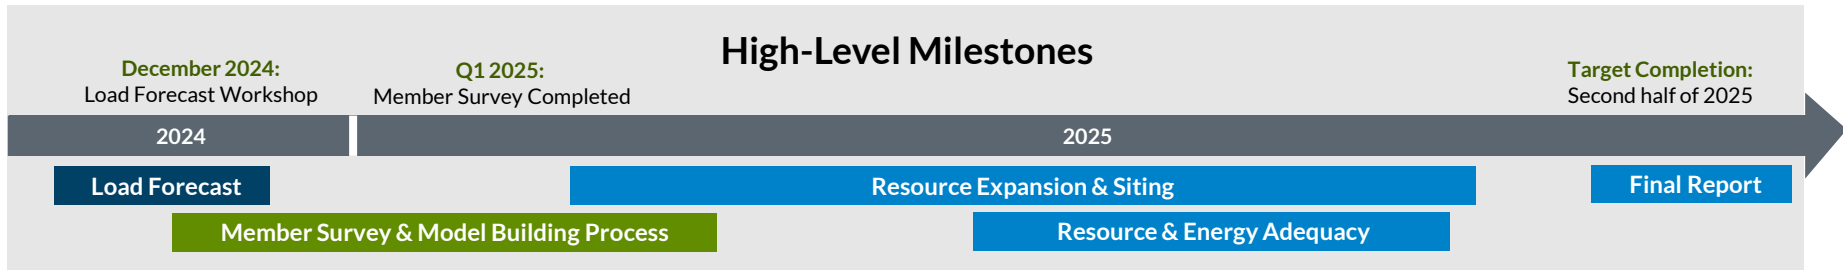 High-Level Milestones
December 2024:
Load Forecast Workshop
Q1 2025:
Member Survey Completed
Target Completion:
Second half of 2025
2024
2025
Load Forecast
Resource Expansion & Siting
Final Report
Member Survey & Model Building Process
Resource & Energy Adequacy